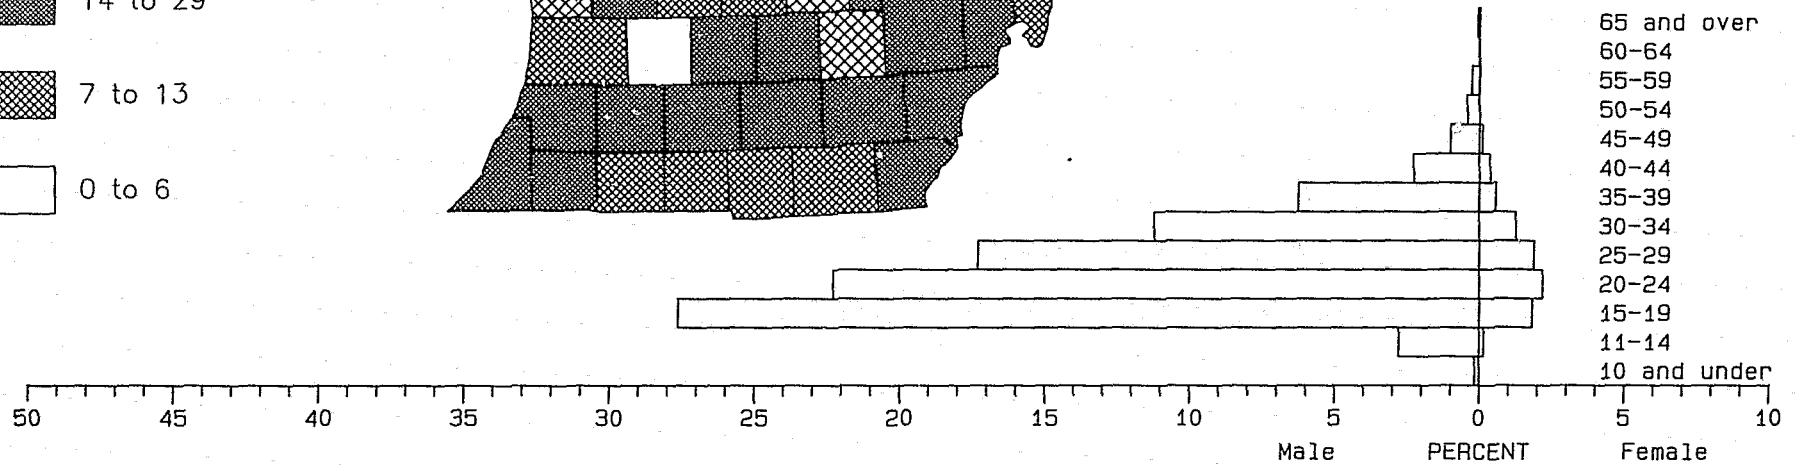 14 to 29
7 to 13
0 to 6
65 and over
60-64
55-59
50-54
45-49
40-44
35-39
30-34
25-29
20-24
15-19
11-14
10 and under
50 45 40 35 30 25 20 15 10 5 0 5 10
Male PERCENT Female